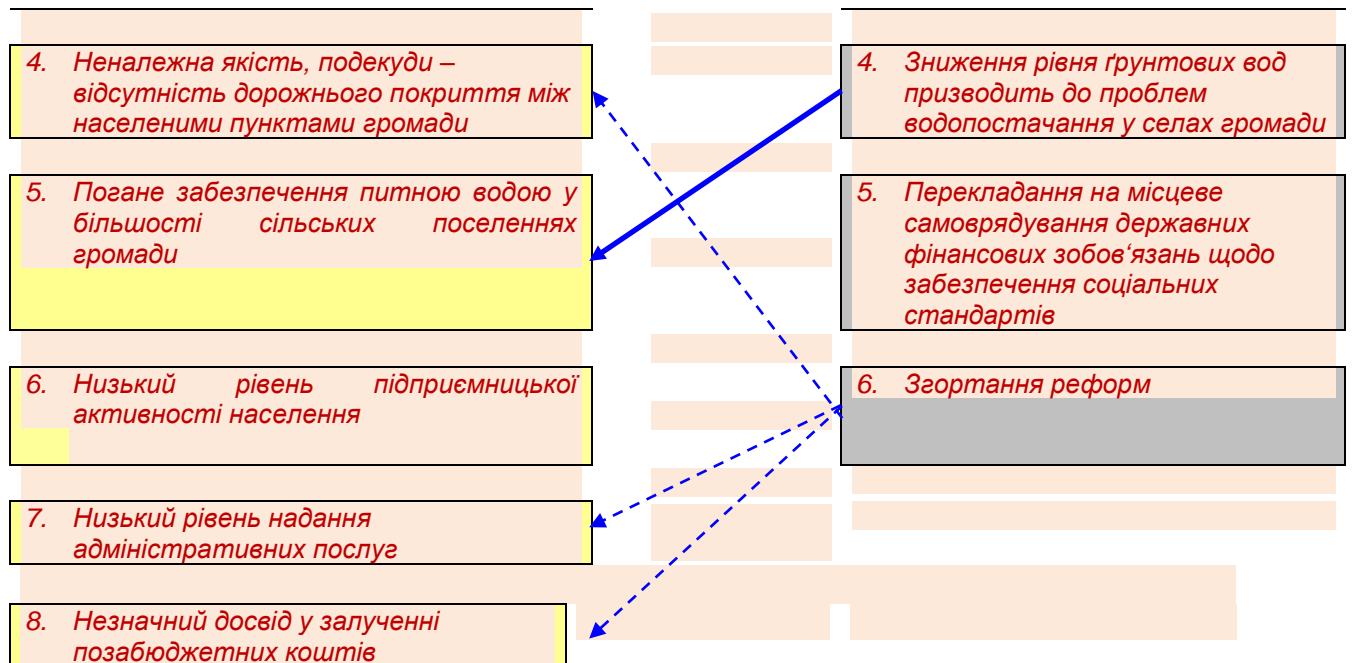 4. Неналежна якість, подекуди –
відсутність дорожнього покриття між
населеними пунктами громади
5. Погане забезпечення питною водою у
більшості сільських поселеннях
громади
6. Низький рівень підприємницької
активності населення
7. Низький рівень надання
адміністративних послуг
8. Незначний досвід у залученні
позабюджетних коштів
4. Зниження рівня ґрунтових вод
призводить до проблем
водопостачання у селах громади
5. Перекладання на місцеве
самоврядування державних
фінансових зобов‘язань щодо
забезпечення соціальних
стандартів
6. Згортання реформ